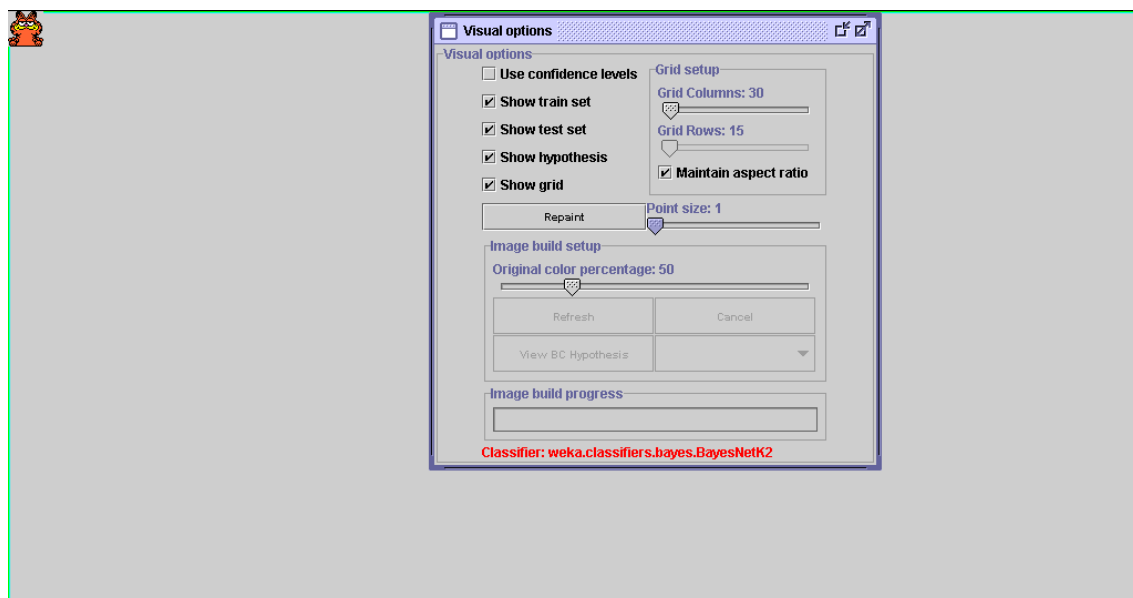 Visual options
Visual options
Use confidence levels
Show train set
Show test set
Show hypothesis
Show grid
Grid setup
Grid Columns: 30
Grid Rows: 15
Maintain aspect ratio
Repaint
Point size: 1
Image build setup
Original color percentage: 50
Refresh
Cancel
View BC Hypothesis
Image build progress
Classifier: weka.classifiers.bayes.BayesNetK2